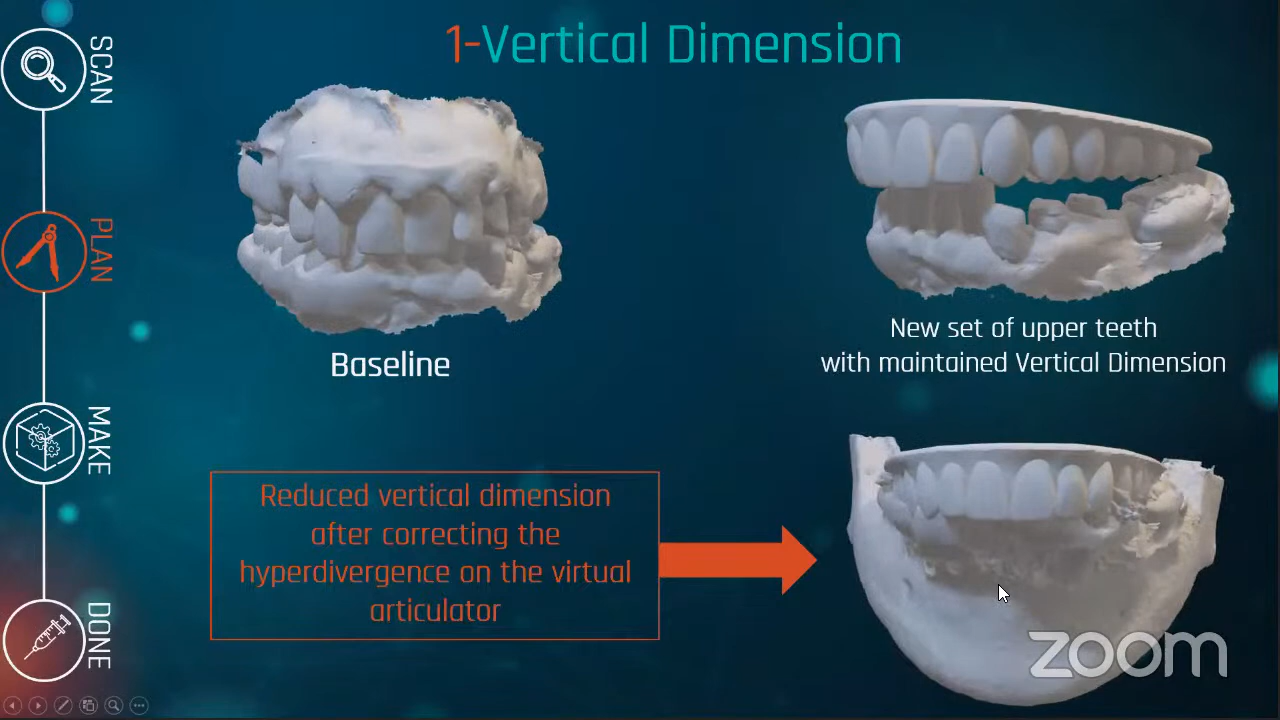 1-Vertical Dimension
SCAN
PLAN
MAKE
DONE
Baseline
New set of upper teeth
with maintained Vertical Dimension
Reduced vertical dimension
after correcting the
hyperdivergence on the virtual
articulator
zoom